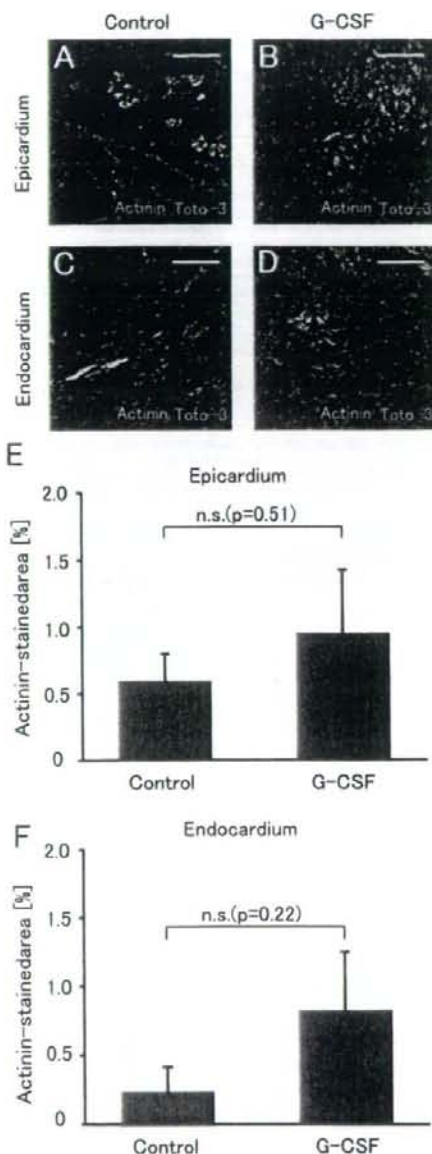 Control G-CSF
A B
Epicardium
Actinin Toto-3 Actinin Toto-3
C D
Endocardium
Actinin Toto-3 Actinin Toto-3
E
Epicardium
Actinin-stainedarea [%]
2.0
1.5
1.0
0.5
0
n.s.(p=0.51)
Control G-CSF
F
Endocardium
Actinin-stainedarea [%]
2.0
1.5
1.0
0.5
0
n.s.(p=0.22)
Control G-CSF